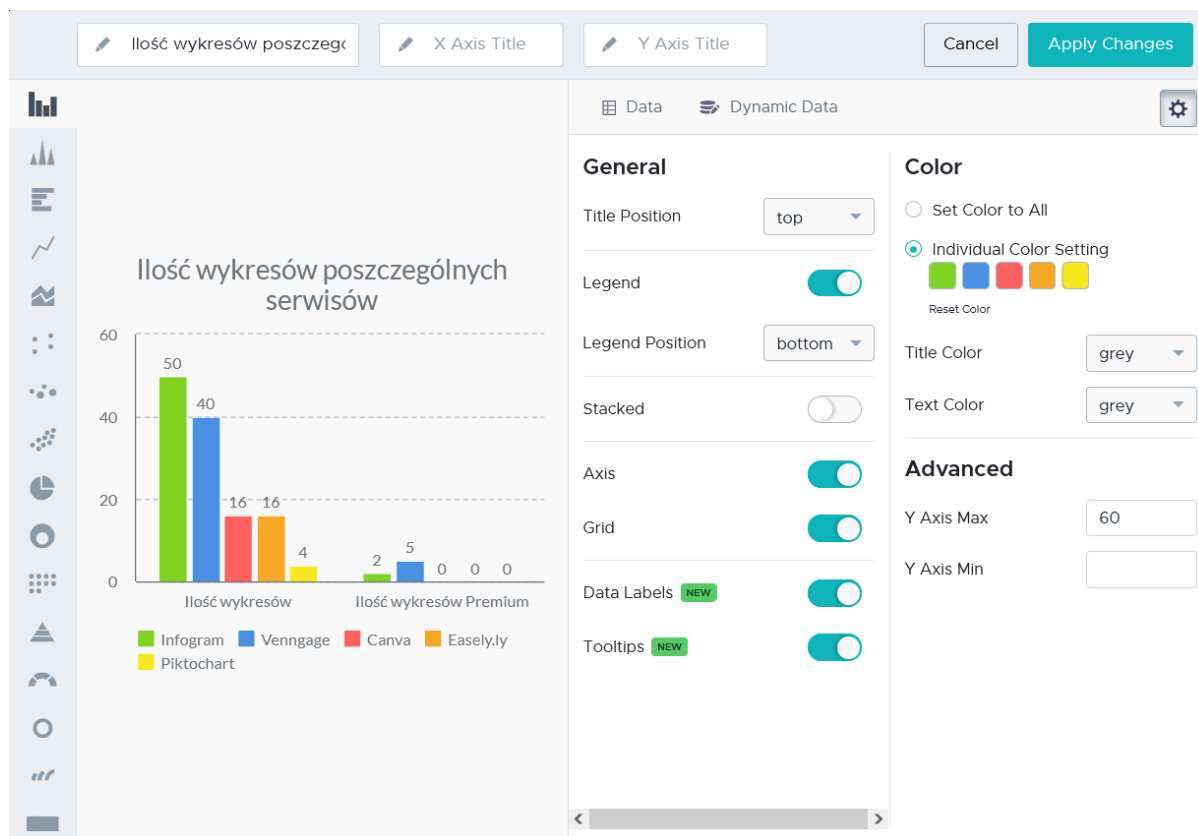 Ilość wykresów poszczegć
X Axis Title
Y Axis Title
Cancel
Apply Changes
Data
Dynamic Data
Ilość wykresów poszczególnych
serwisów
60
40
20
0
50
40
16
16
4
2
5
0
0
0
Ilość wykresów
Ilość wykresów Premium
Infogram
Venngage
Canva
Easely.ly
Piktochart
General
Title Position
top
Legend
Legend Position
bottom
Stacked
Axis
Grid
Data Labels NEW
Tooltips NEW
Color
Set Color to All
Individual Color Setting
Reset Color
Title Color
grey
Text Color
grey
Advanced
Y Axis Max
60
Y Axis Min